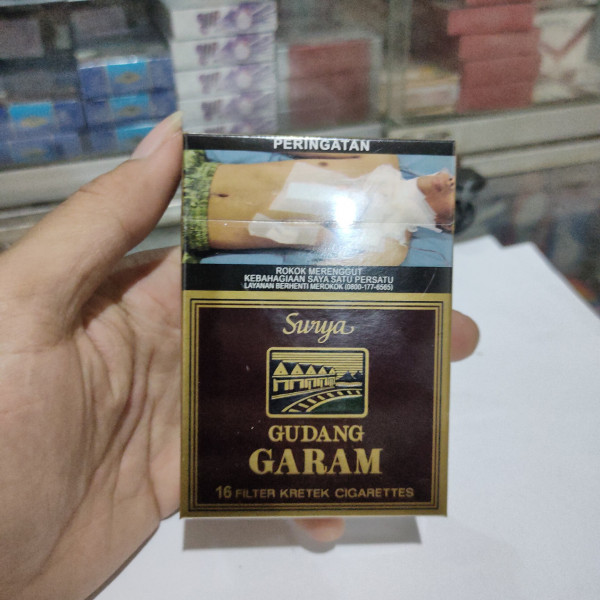 PERINGATAN
ROKOK MERENGGUT
KEBAHAGIAAN SAYA SATU PERSATU
LAYANAN BERHENTI MEROKOK (0800-177-6565)
Surya
GUDANG
GARAM
16 FILTER KRETEK CIGARETTES